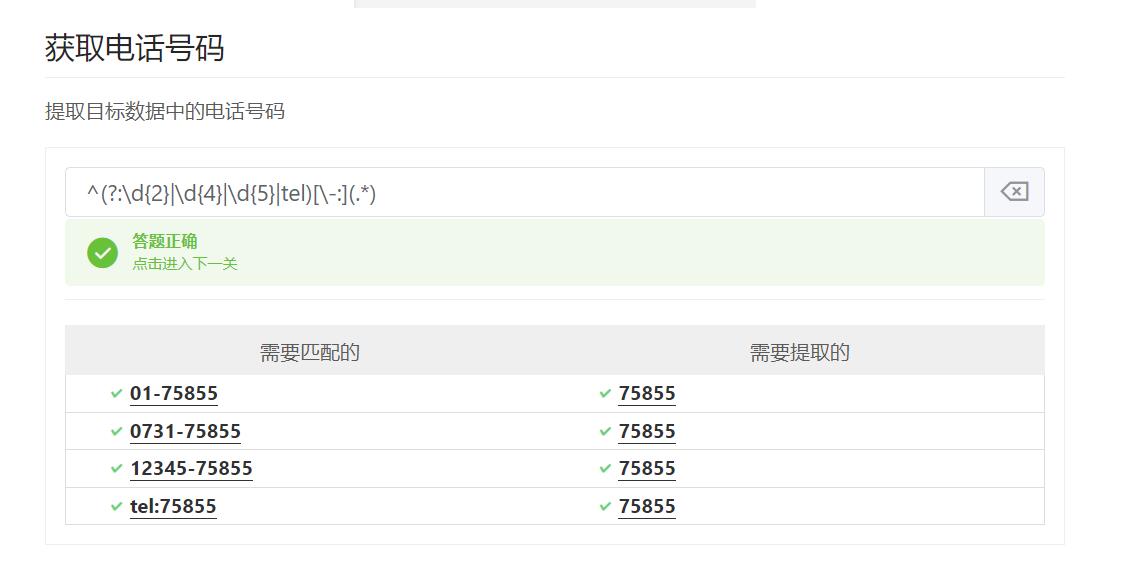 获取电话号码
提取目标数据中的电话号码
^(?:\d{2}|\d{4}|\d{5}|tel)[\-:](.*)
答题正确
点击进入下一关
需要匹配的 需要提取的
01-75855 75855
0731-75855 75855
12345-75855 75855
tel:75855 75855